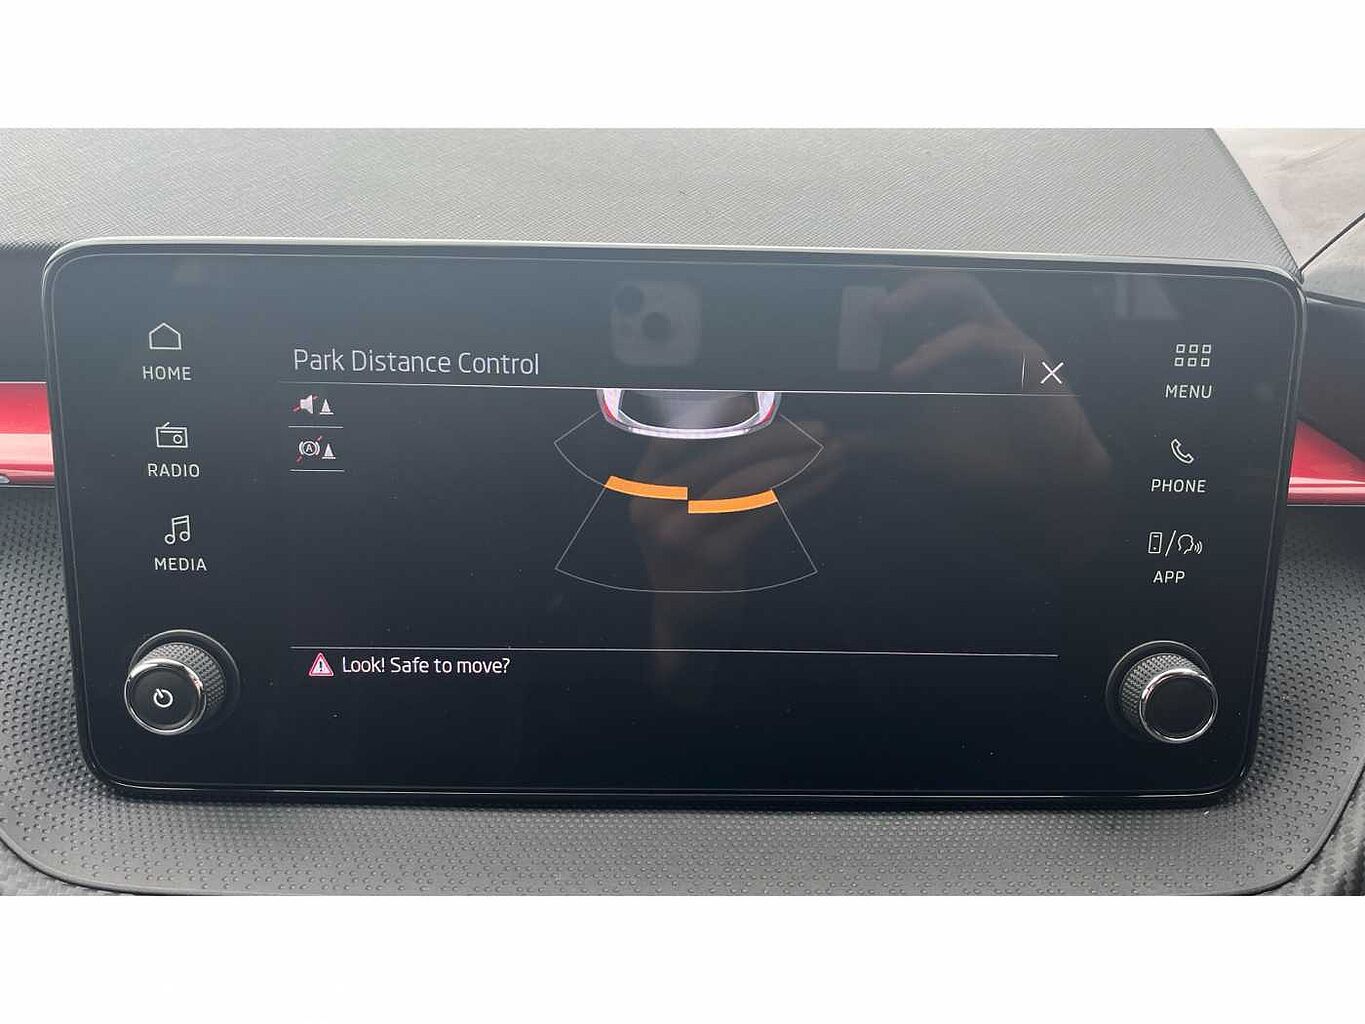 Park Distance Control
HOME
RADIO
MEDIA
MENU
PHONE
APP
A
Look! Safe to move?